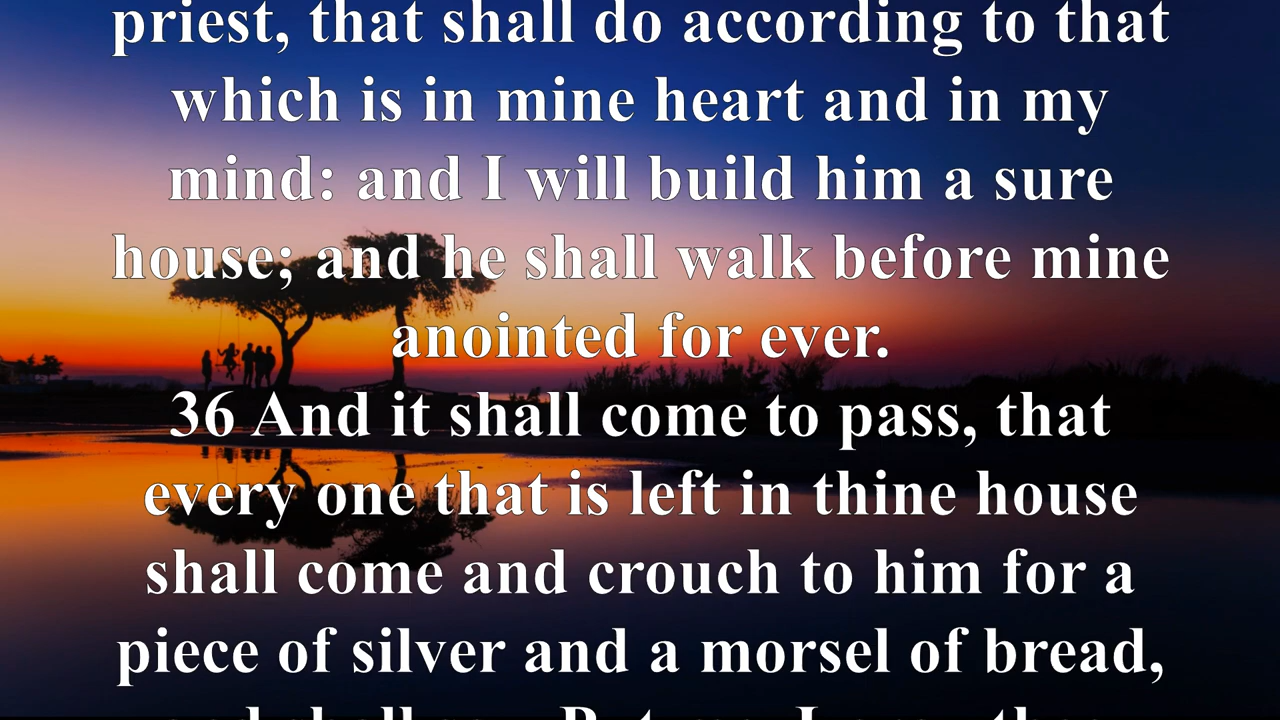 priest, that shall do according to that
which is in mine heart and in my
mind: and I will build him a sure
house; and he shall walk before mine
anointed for ever.
36 And it shall come to pass, that
every one that is left in thine house
shall come and crouch to him for a
piece of silver and a morsel of bread,